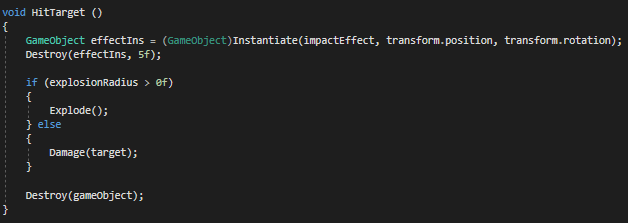 void HitTarget ()
{
    GameObject effectIns = (GameObject)Instantiate(impactEffect, transform.position, transform.rotation);
    Destroy(effectIns, 5f);

    if (explosionRadius > 0f)
    {
        Explode();
    } else
    {
        Damage(target);
    }

    Destroy(gameObject);
}